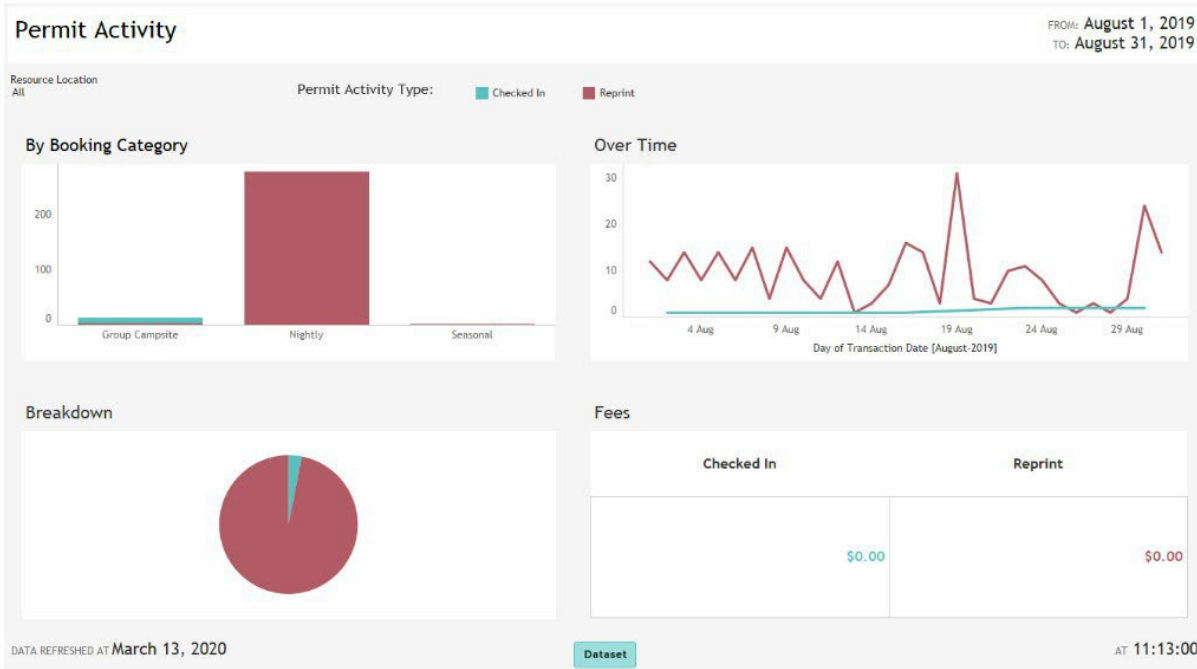 Permit Activity
FROM: August 1, 2019
TO: August 31, 2019
Resource Location
All
Permit Activity Type:
Checked In
Reprint
By Booking Category
200
100
0
Group Campsite
Nightly
Seasonal
Over Time
30
20
10
0
4 Aug
9 Aug
14 Aug
19 Aug
24 Aug
29 Aug
Day of Transaction Date [August-2019]
Breakdown
Fees
Checked In
Reprint
$0.00
$0.00
DATA REFRESHED AT March 13, 2020
Dataset
AT 11:13:00